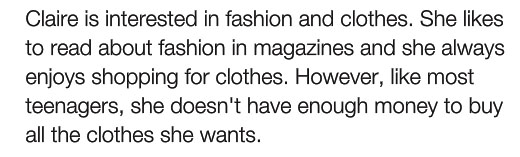 Claire is interested in fashion and clothes. She likes
to read about fashion in magazines and she always
enjoys shopping for clothes. However, like most
teenagers, she doesn't have enough money to buy
all the clothes she wants.